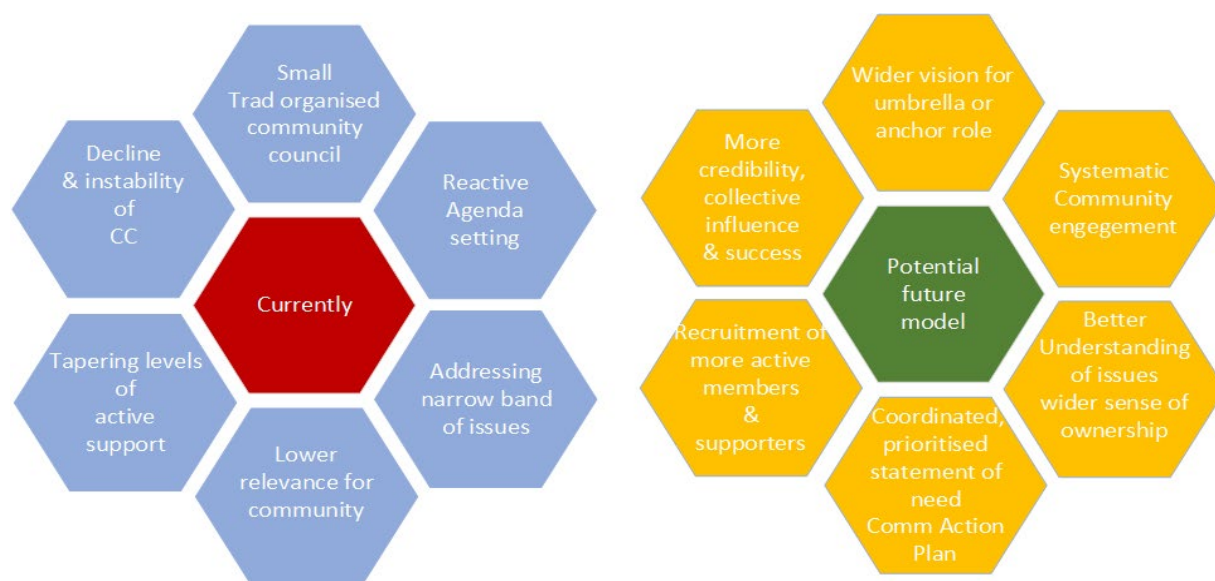 Small
Trad organised
community
council
Reactive
Agenda
setting
Addressing
narrow band
of issues
Lower
relevance for
community
Tapering levels
of
active
support
Decline
& instability
of
CC
Currently
Wider vision for
umbrella or
anchor role
Systematic
Community
engegement
Better
Understanding
of issues
wider sense of
ownership
Coordinated,
prioritised
statement of
need
Comm Action
Plan
Recruitment of
more active
members
&
supporters
More
credibility,
collective
influence
& success
Potential
future
model